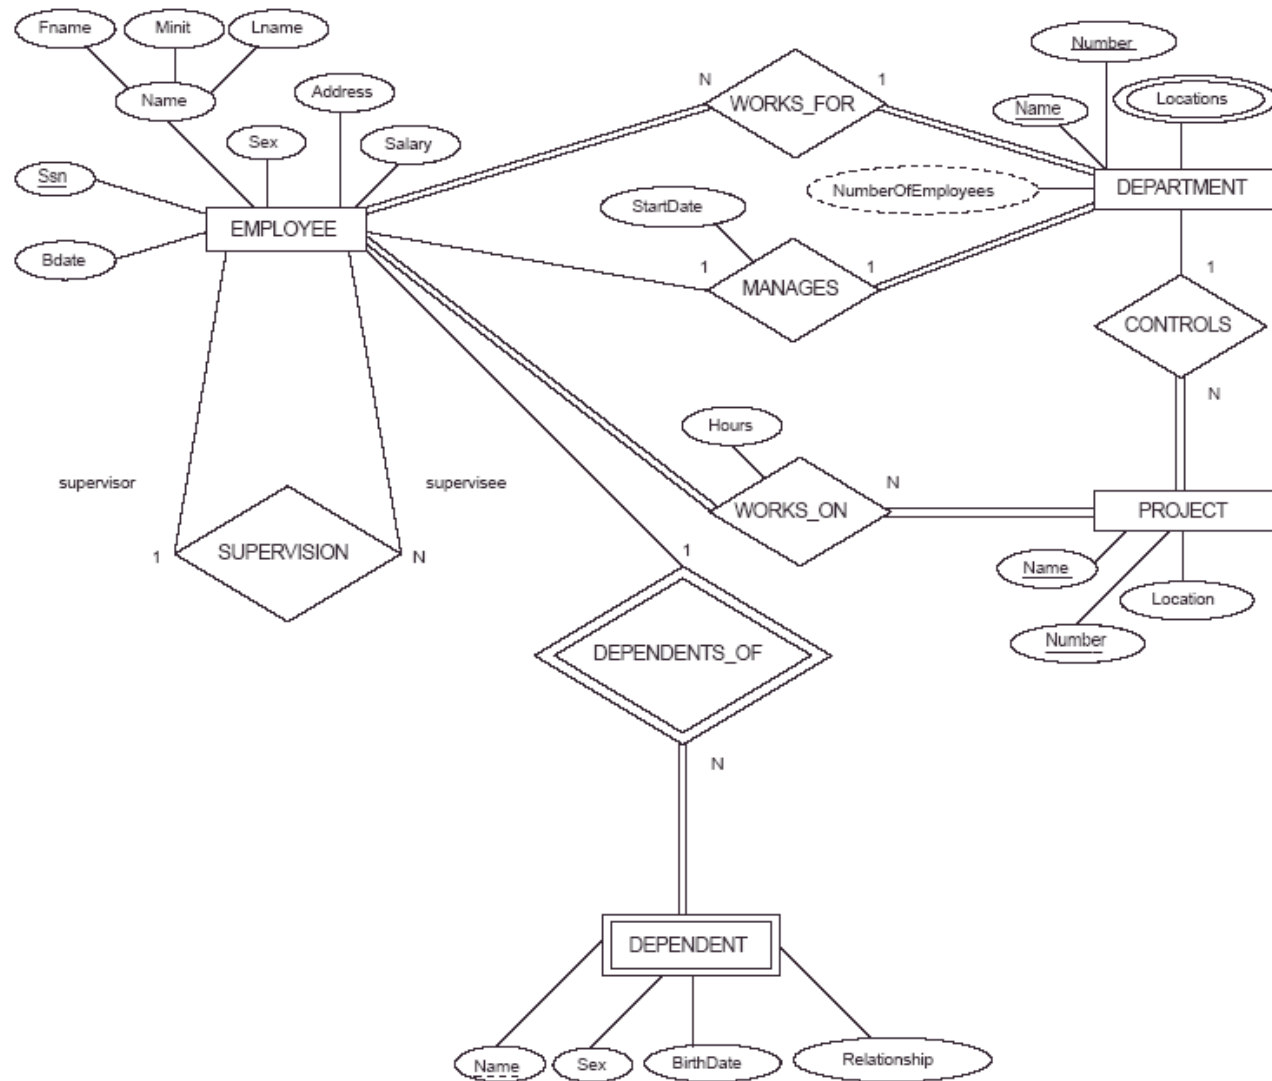 Fname
Minit
Lname
Name
Address
Sex
Salary
Ssn
Bdate
EMPLOYEE
N
WORKS_FOR
1
Number
Name
Locations
NumberOfEmployees
DEPARTMENT
StartDate
1
MANAGES
1
1
CONTROLS
N
Hours
WORKS_ON
N
PROJECT
Name
Location
Number
supervisor
supervisee
1
SUPERVISION
N
1
DEPENDENTS_OF
N
DEPENDENT
Name
Sex
BirthDate
Relationship